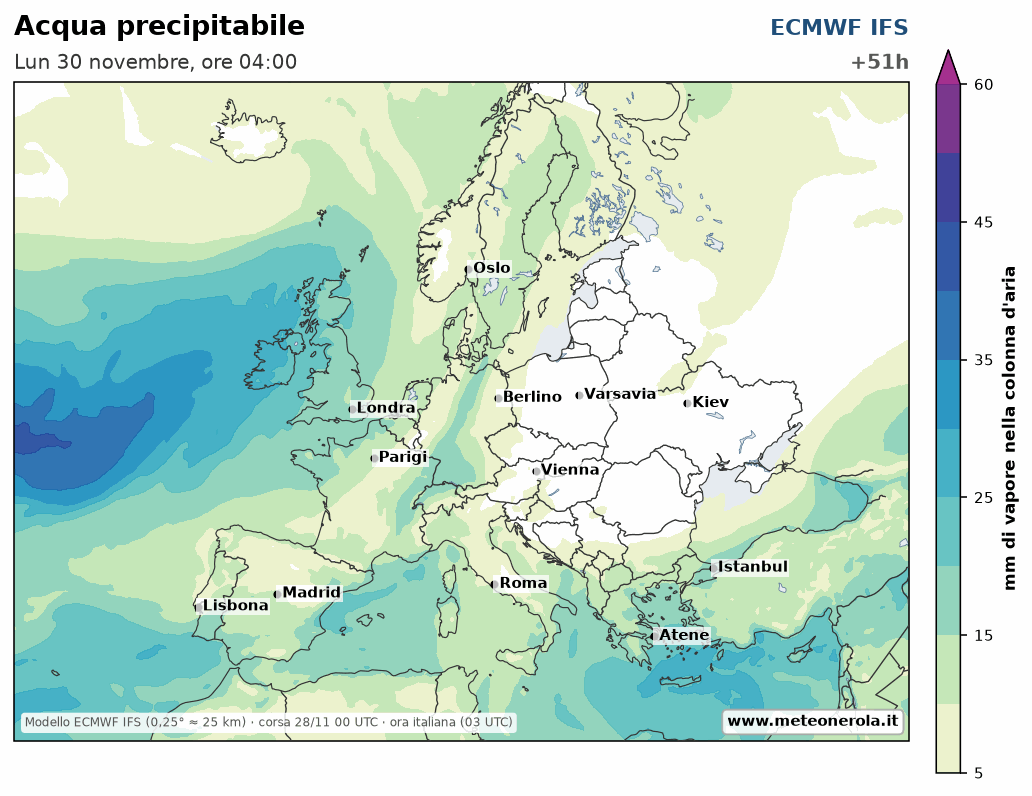 Acqua precipitabile
ECMWF IFS
Lun 30 novembre, ore 04:00
+51h
60
45
35
25
15
5
mm di vapore nella colonna d'aria
Oslo
Londra
Berlino
Varsavia
Kiev
Parigi
Vienna
Istanbul
Roma
Madrid
Lisbona
Atene
Modello ECMWF IFS (0,25° ≈ 25 km) · corsa 28/11 00 UTC · ora italiana (03 UTC)
www.meteonerola.it